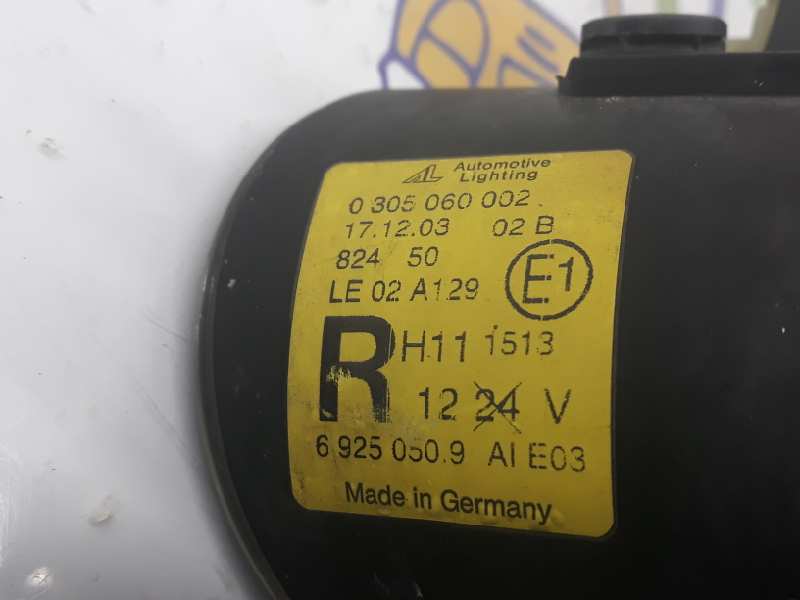 AL Automotive
Lighting
0 305 060 002
17.12.03 02 B
824 50
LE 02 A129 E1
R H11 1513
12 24 V
6 925 050.9 AI E03
Made in Germany